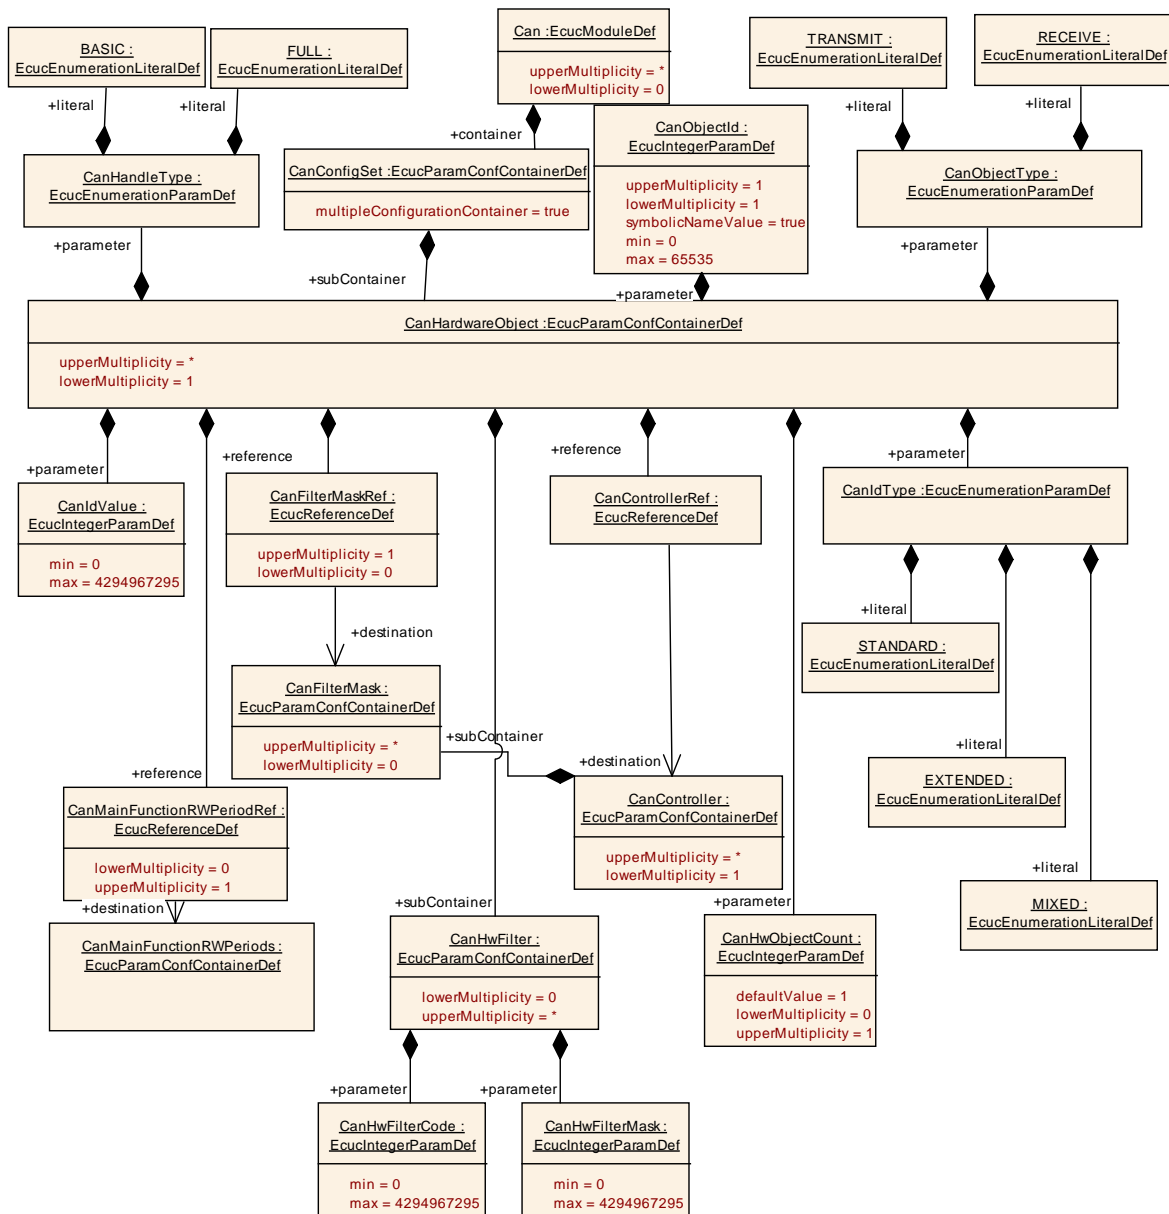 BASIC :
EcucEnumerationLiteralDef
FULL :
EcucEnumerationLiteralDef
Can :EcucModuleDef
upperMultiplicity = *
lowerMultiplicity = 0
TRANSMIT :
EcucEnumerationLiteralDef
RECEIVE :
EcucEnumerationLiteralDef
+literal
+literal
+container
+literal
+literal
CanHandleType :
EcucEnumerationParamDef
CanConfigSet :EcucParamConfContainerDef
multipleConfigurationContainer = true
CanObjectId :
EcucIntegerParamDef
upperMultiplicity = 1
lowerMultiplicity = 1
symbolicNameValue = true
min = 0
max = 65535
CanObjectType :
EcucEnumerationParamDef
+parameter
+subContainer
+parameter
+parameter
CanHardwareObject :EcucParamConfContainerDef
upperMultiplicity = *
lowerMultiplicity = 1
+parameter
+reference
+reference
+parameter
CanIdValue :
EcucIntegerParamDef
min = 0
max = 4294967295
CanFilterMaskRef :
EcucReferenceDef
upperMultiplicity = 1
lowerMultiplicity = 0
CanControllerRef :
EcucReferenceDef
CanIdType :EcucEnumerationParamDef
+destination
+literal
STANDARD :
EcucEnumerationLiteralDef
CanFilterMask :
EcucParamConfContainerDef
upperMultiplicity = *
lowerMultiplicity = 0
+subContainer
+destination
+literal
+reference
CanMainFunctionRWPeriodRef :
EcucReferenceDef
lowerMultiplicity = 0
upperMultiplicity = 1
CanController :
EcucParamConfContainerDef
upperMultiplicity = *
lowerMultiplicity = 1
EXTENDED :
EcucEnumerationLiteralDef
+literal
MIXED :
EcucEnumerationLiteralDef
+destination
CanMainFunctionRWPeriods :
EcucParamConfContainerDef
+subContainer
CanHwFilter :
EcucParamConfContainerDef
lowerMultiplicity = 0
upperMultiplicity = *
+parameter
CanHwObjectCount :
EcucIntegerParamDef
defaultValue = 1
lowerMultiplicity = 0
upperMultiplicity = 1
+parameter
+parameter
CanHwFilterCode :
EcucIntegerParamDef
min = 0
max = 4294967295
CanHwFilterMask :
EcucIntegerParamDef
min = 0
max = 4294967295